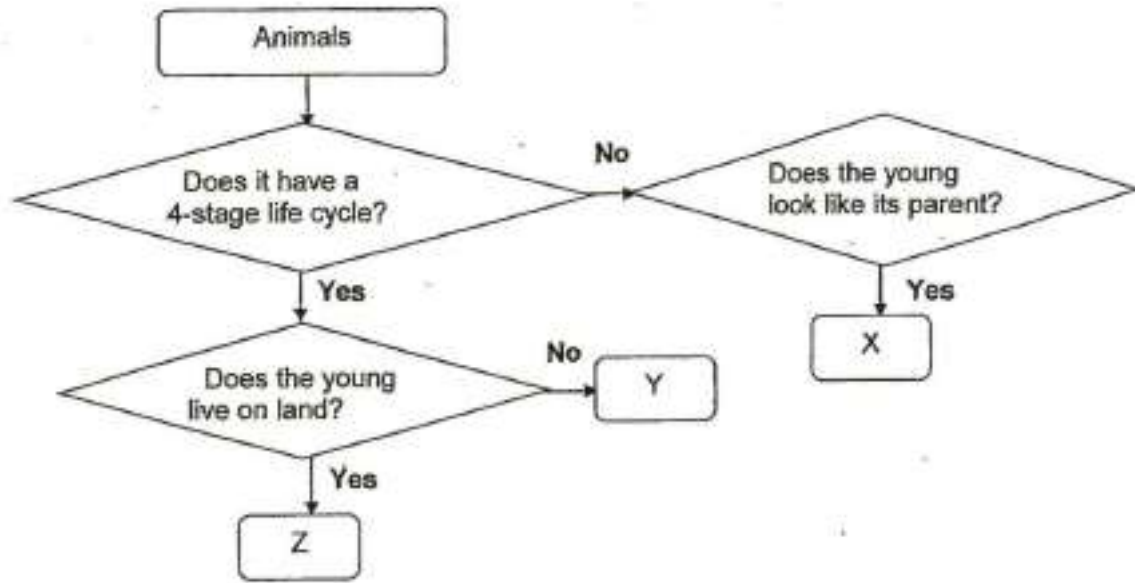 Animals
Does it have a
4-stage life cycle?
No
Does the young
look like its parent?
Yes
Yes
X
Does the young
live on land?
No
Y
Yes
Z